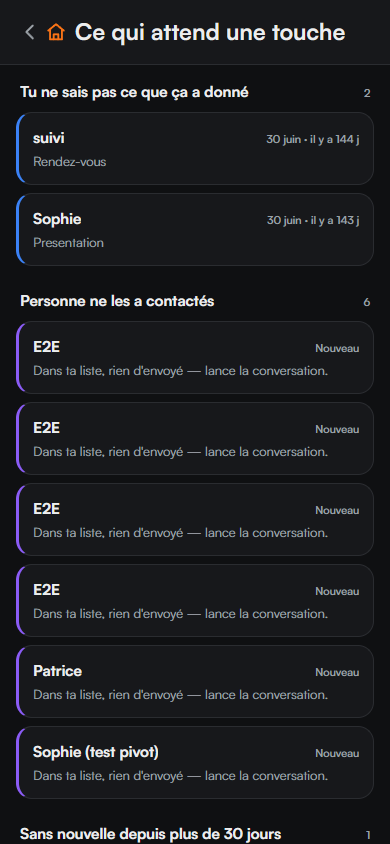 Ce qui attend une touche
Tu ne sais pas ce que ça a donné 2
suivi 30 juin · il y a 144 j
Rendez-vous
Sophie 30 juin · il y a 143 j
Presentation
Personne ne les a contactés 6
E2E Nouveau
Dans ta liste, rien d'envoyé — lance la conversation.
E2E Nouveau
Dans ta liste, rien d'envoyé — lance la conversation.
E2E Nouveau
Dans ta liste, rien d'envoyé — lance la conversation.
E2E Nouveau
Dans ta liste, rien d'envoyé — lance la conversation.
Patrice Nouveau
Dans ta liste, rien d'envoyé — lance la conversation.
Sophie (test pivot) Nouveau
Dans ta liste, rien d'envoyé — lance la conversation.
Sans nouvelle depuis plus de 30 jours 1